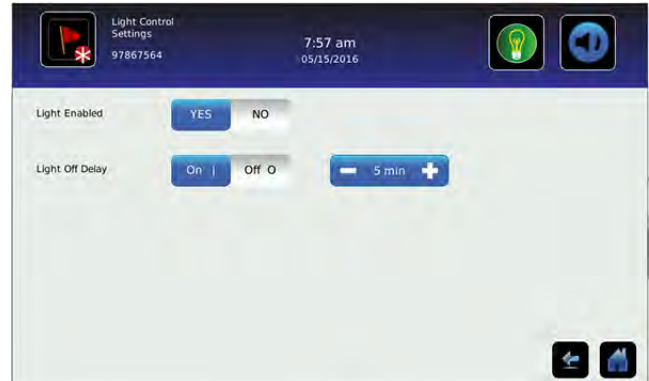 Light Control
Settings
97867564
7:57 am
05/15/2016
Light Enabled
YES NO
Light Off Delay
On | Off O
5 min